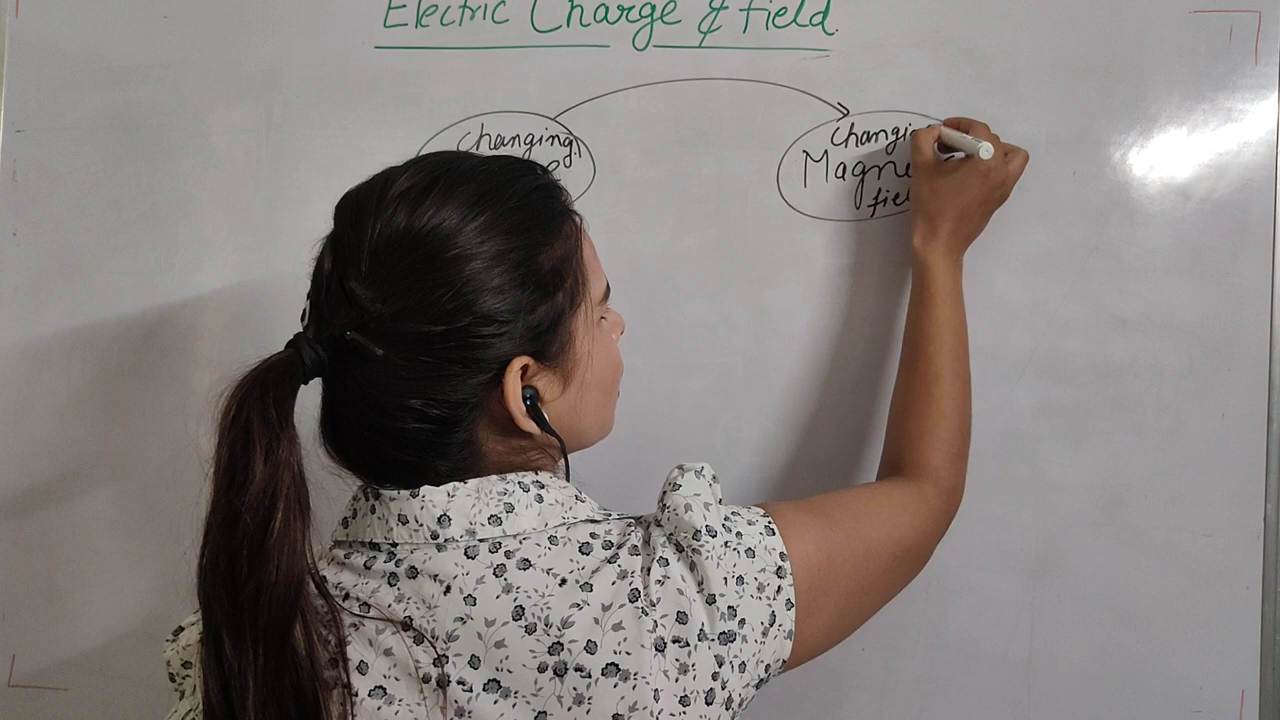 Electric Charge & field.
changing
changing
Magne
fiel